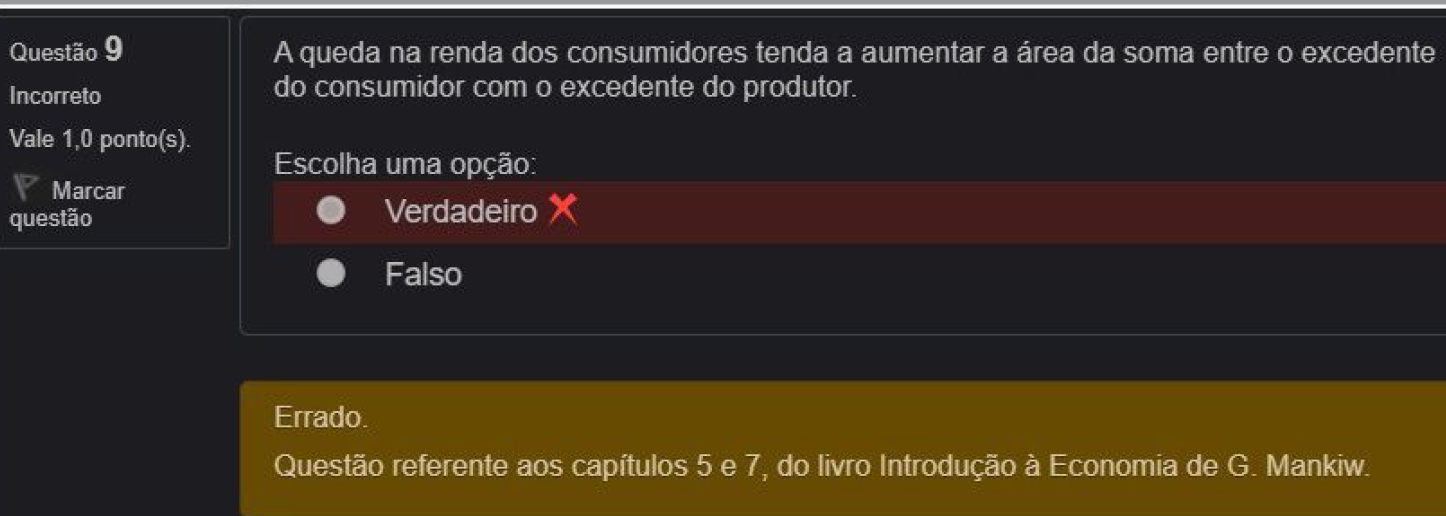 Questão 9
Incorreto
Vale 1,0 ponto(s).
Marcar
questão
A queda na renda dos consumidores tenda a aumentar a área da soma entre o excedente
do consumidor com o excedente do produtor.
Escolha uma opção:
Verdadeiro
Falso
Errado.
Questão referente aos capítulos 5 e 7, do livro Introdução à Economia de G. Mankiw.